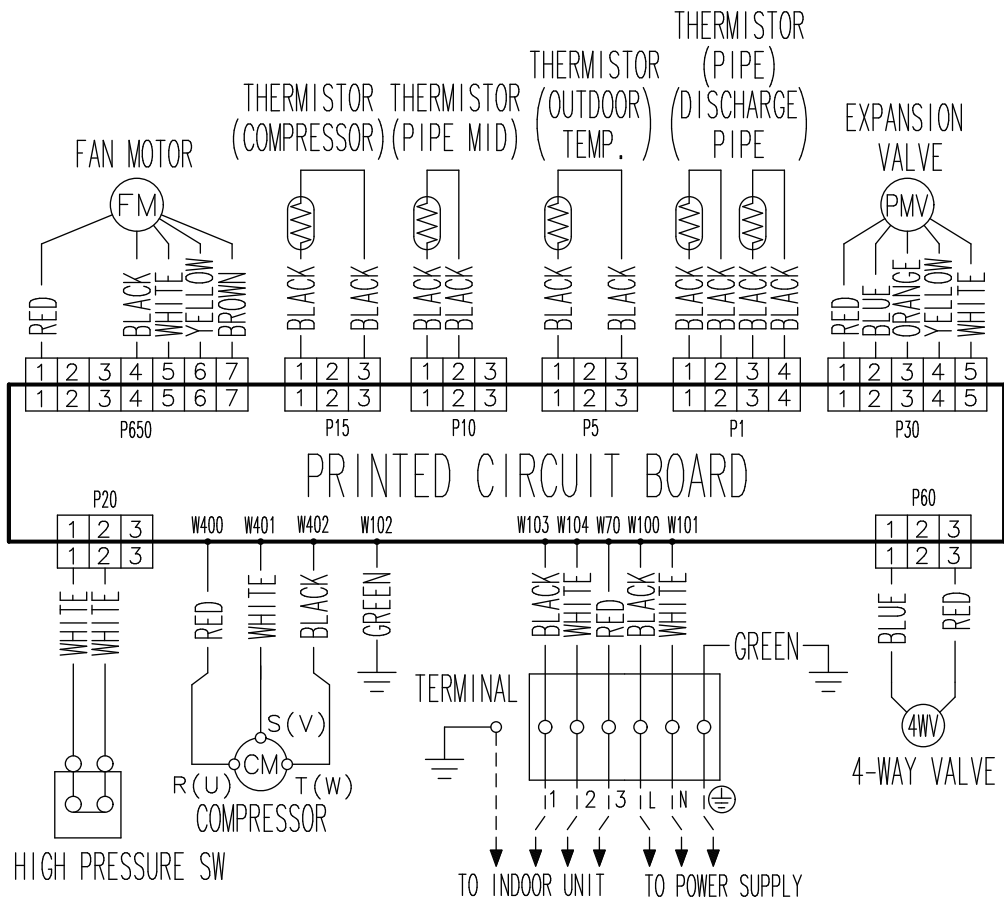 THERMISTOR
(PIPE)
(DISCHARGE)
PIPE
THERMISTOR
(OUTDOOR
TEMP.)
THERMISTOR
(COMPRESSOR)
THERMISTOR
(PIPE MID)
EXPANSION
VALVE
FAN MOTOR
FM
PMV
RED
BLACK
WHITE
YELLOW
BROWN
BLACK
BLACK
BLACK
BLACK
BLACK
BLACK
BLACK
BLACK
BLACK
BLACK
RED
BLUE
ORANGE
YELLOW
WHITE
1 2 3 4 5 6 7 1 2 3 1 2 3 1 2 3 1 2 3 4 1 2 3 4 5
1 2 3 4 5 6 7 1 2 3 1 2 3 1 2 3 1 2 3 4 1 2 3 4 5
P650 P15 P10 P5 P1 P30
PRINTED CIRCUIT BOARD
P20 P60
1 2 3 W400 W401 W402 W102 W103 W104 W70 W100 W101 1 2 3
1 2 3 1 2 3
WHITE
WHITE
RED
WHITE
BLACK
GREEN
BLACK
WHITE
RED
BLACK
WHITE
BLUE
RED
GREEN
TERMINAL
S(V)
CM
R(U) T(W)
COMPRESSOR
4WV
4-WAY VALVE
1 2 3 L N
HIGH PRESSURE SW
TO INDOOR UNIT TO POWER SUPPLY